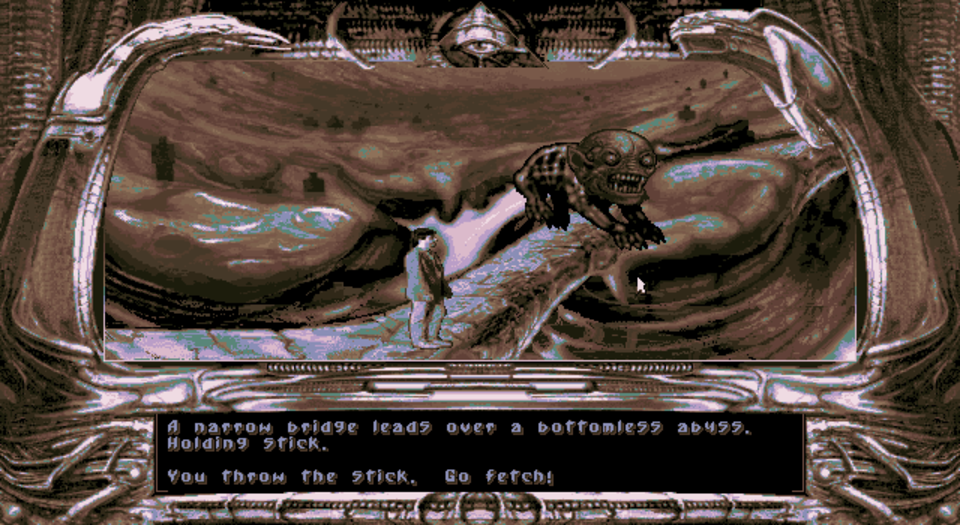 A narrow bridge leads over a bottomless abyss.
Holding stick.
You throw the stick. Go fetch!